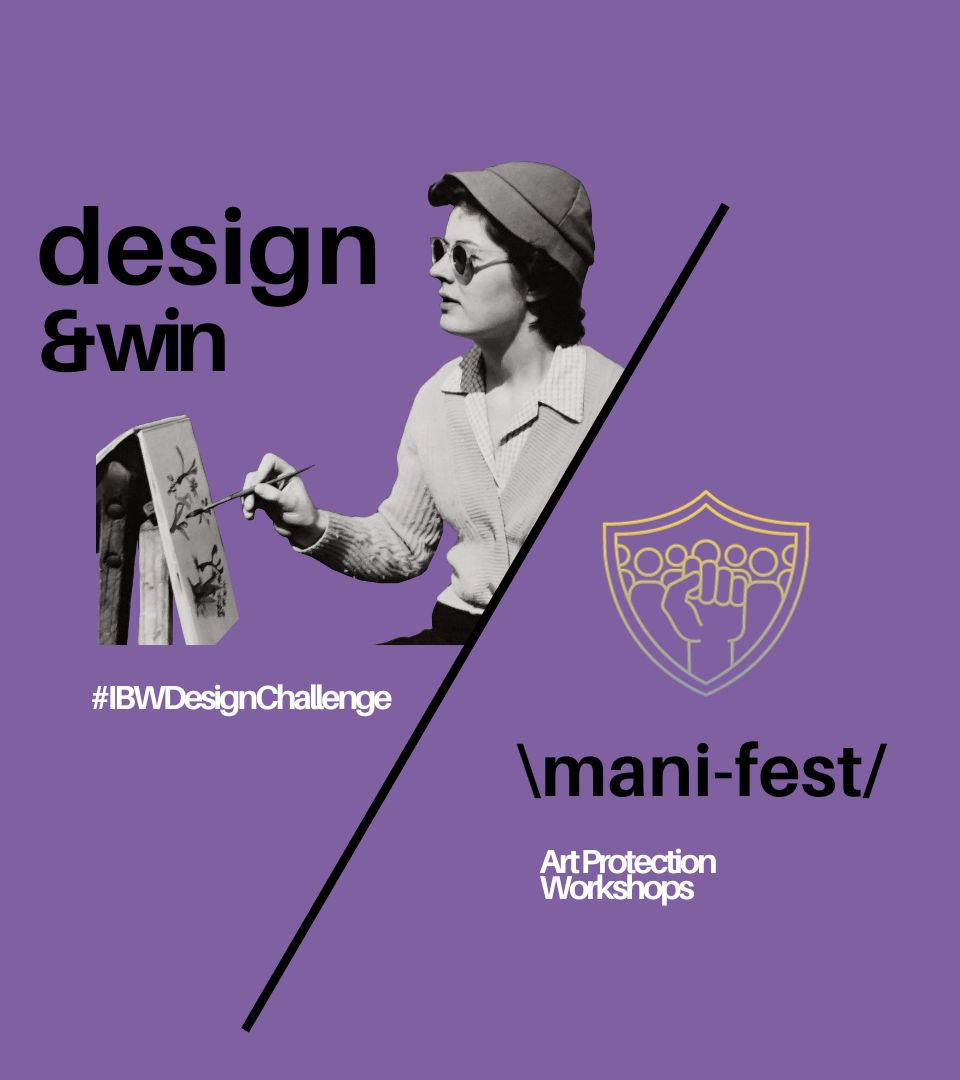 design
&win
#IBWDesignChallenge
\mani-fest/
Art Protection
Workshops